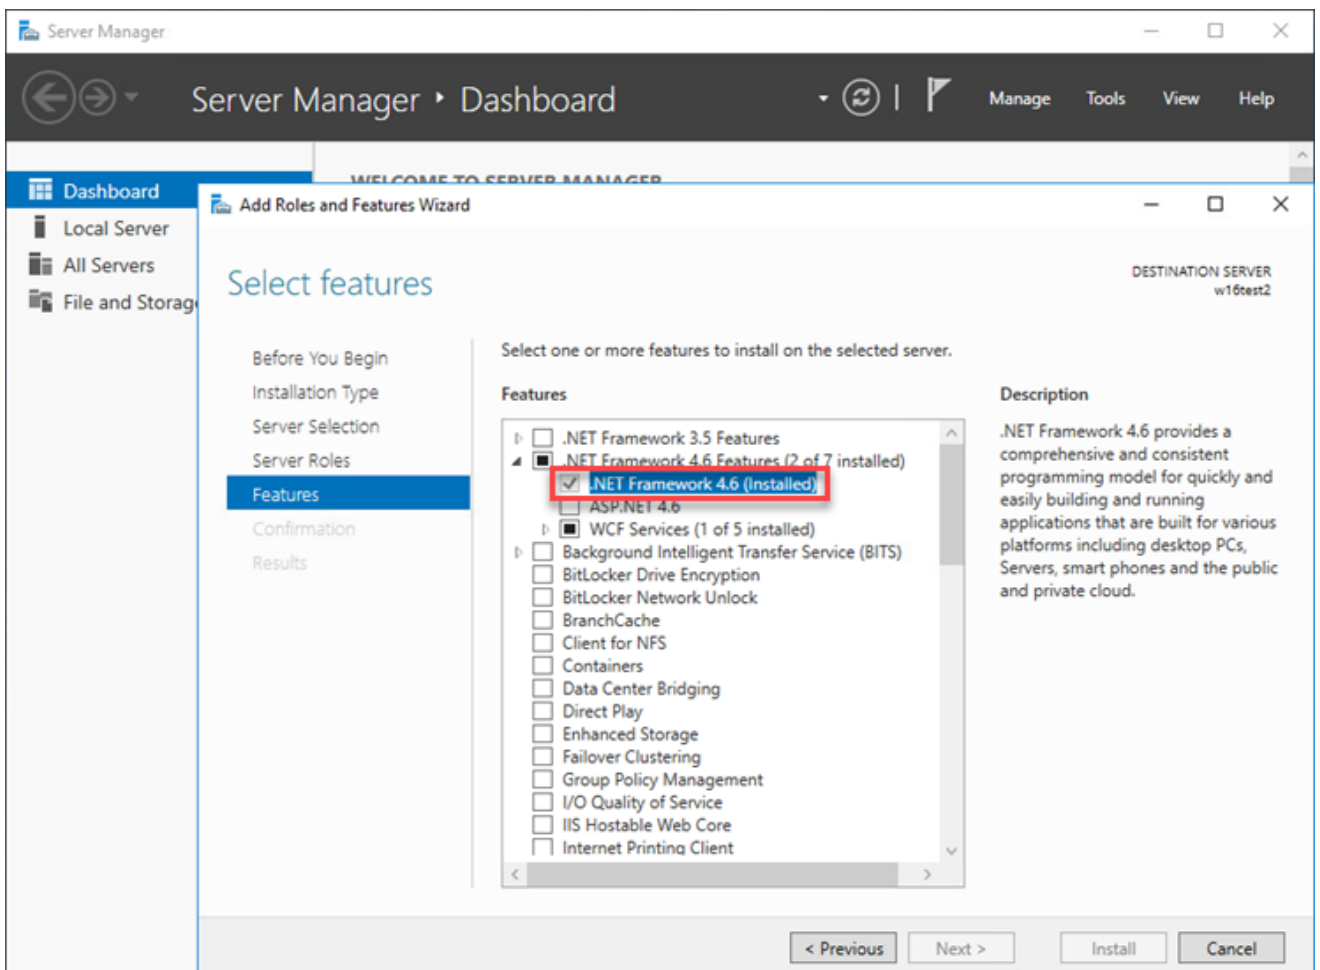 Server Manager
Server Manager • Dashboard
Manage Tools View Help
WELCOME TO SERVER MANAGER
Dashboard
Local Server
All Servers
File and Storag
Add Roles and Features Wizard
Select features
DESTINATION SERVER
w16test2
Before You Begin
Installation Type
Server Selection
Server Roles
Features
Confirmation
Results
Select one or more features to install on the selected server.
Features
.NET Framework 3.5 Features
.NET Framework 4.6 Features (2 of 7 installed)
.NET Framework 4.6 (Installed)
ASP.NET 4.6
WCF Services (1 of 5 installed)
Background Intelligent Transfer Service (BITS)
BitLocker Drive Encryption
BitLocker Network Unlock
BranchCache
Client for NFS
Containers
Data Center Bridging
Direct Play
Enhanced Storage
Failover Clustering
Group Policy Management
I/O Quality of Service
IIS Hostable Web Core
Internet Printing Client
Description
.NET Framework 4.6 provides a
comprehensive and consistent
programming model for quickly and
easily building and running
applications that are built for various
platforms including desktop PCs,
Servers, smart phones and the public
and private cloud.
< Previous
Next >
Install
Cancel